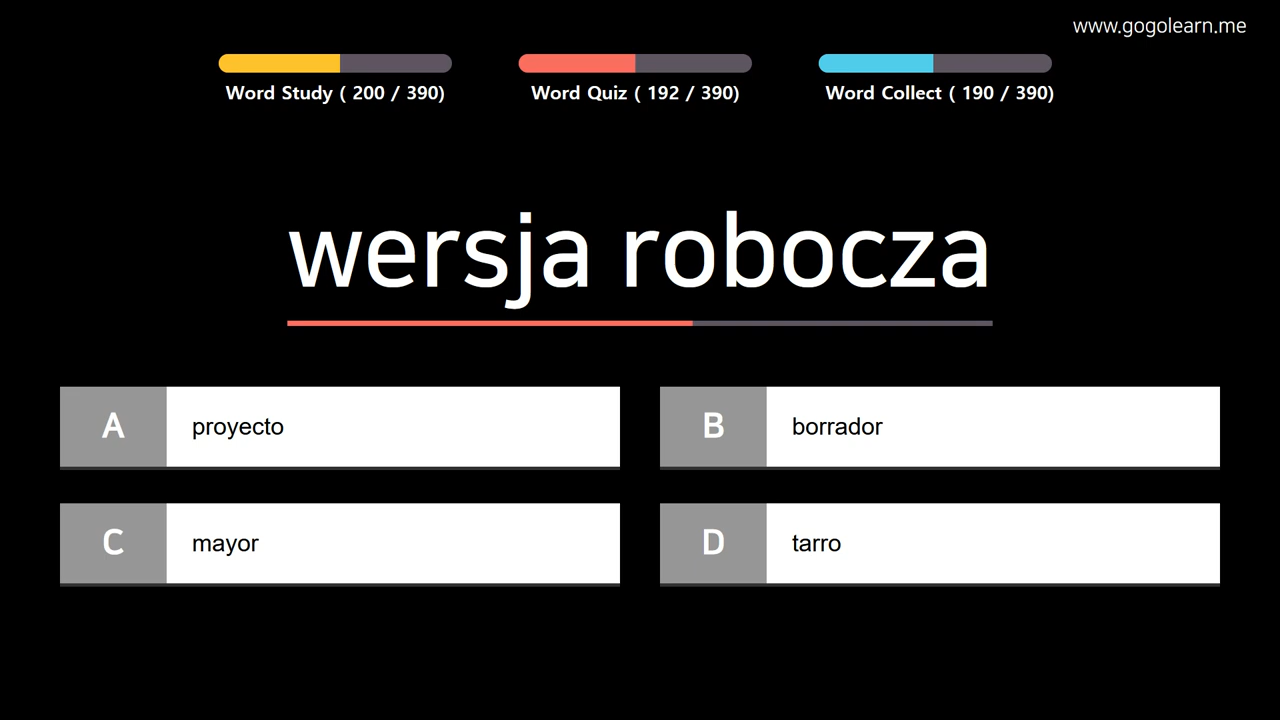 www.gogolearn.me
Word Study ( 200 / 390)
Word Quiz ( 192 / 390)
Word Collect ( 190 / 390)
wersja robocza
A proyecto
B borrador
C mayor
D tarro